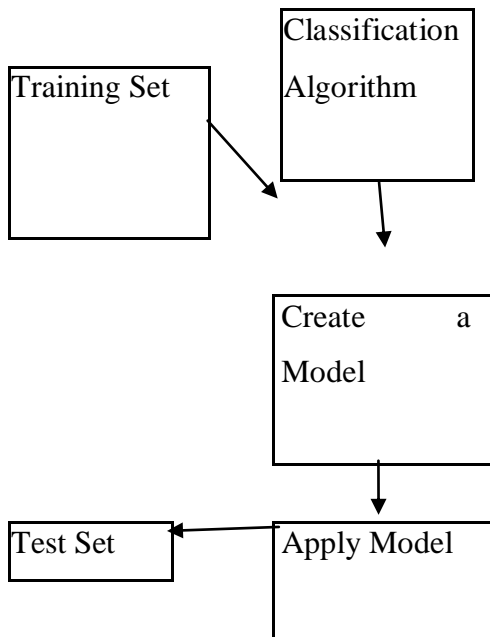 Classification
Algorithm
Training Set
Create a
Model
Test Set
Apply Model